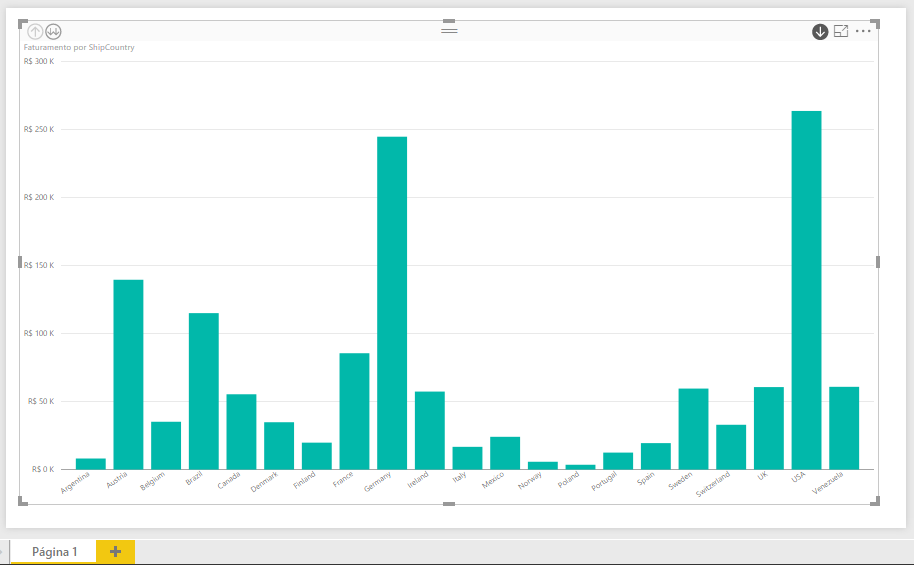 Faturamento por ShipCountry
R$ 300 K
R$ 250 K
R$ 200 K
R$ 150 K
R$ 100 K
R$ 50 K
R$ 0 K
Argentina
Austria
Belgium
Brazil
Canada
Denmark
Finland
France
Germany
Ireland
Italy
Mexico
Norway
Poland
Portugal
Spain
Sweden
Switzerland
UK
USA
Venezuela
Página 1